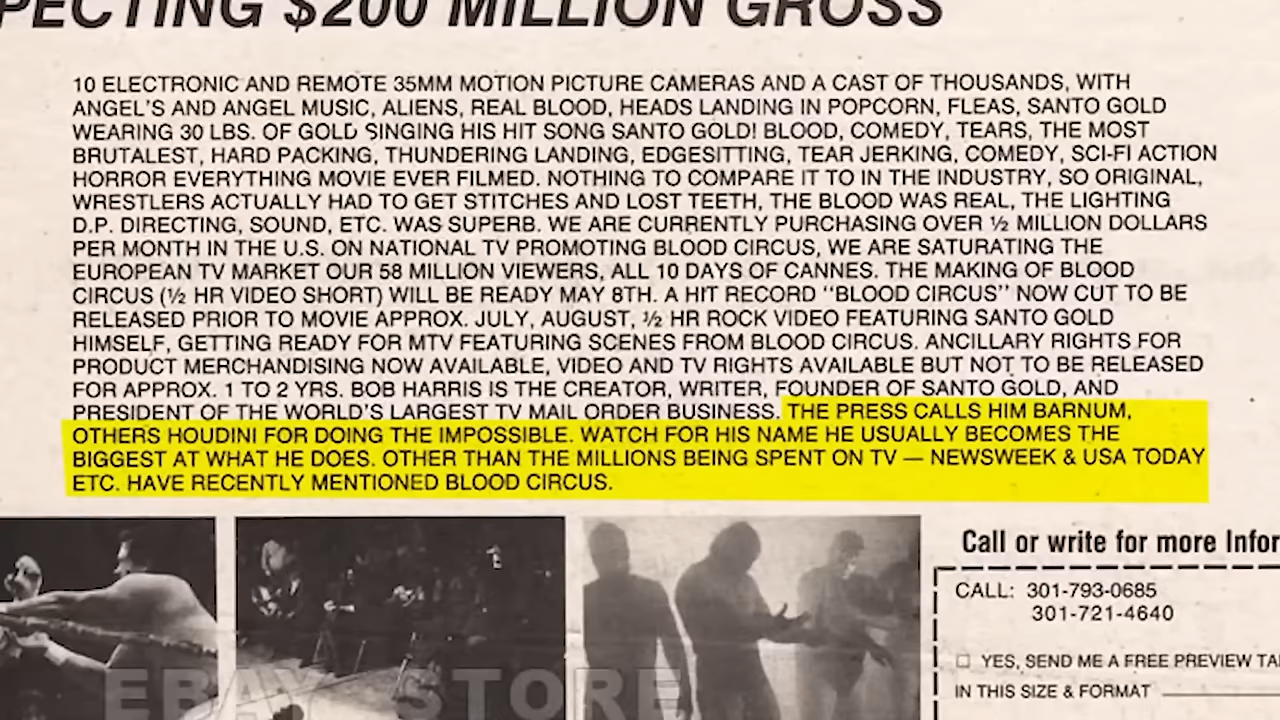 PECTING $200 MILLION GROSS
10 ELECTRONIC AND REMOTE 35MM MOTION PICTURE CAMERAS AND A CAST OF THOUSANDS, WITH
ANGEL'S AND ANGEL MUSIC, ALIENS, REAL BLOOD, HEADS LANDING IN POPCORN, FLEAS, SANTO GOLD
WEARING 30 LBS. OF GOLD SINGING HIS HIT SONG SANTO GOLD! BLOOD, COMEDY, TEARS, THE MOST
BRUTALEST, HARD PACKING, THUNDERING LANDING, EDGESITTING, TEAR JERKING, COMEDY, SCI-FI ACTION
HORROR EVERYTHING MOVIE EVER FILMED. NOTHING TO COMPARE IT TO IN THE INDUSTRY, SO ORIGINAL,
WRESTLERS ACTUALLY HAD TO GET STITCHES AND LOST TEETH, THE BLOOD WAS REAL, THE LIGHTING
D.P. DIRECTING, SOUND, ETC. WAS SUPERB. WE ARE CURRENTLY PURCHASING OVER ½ MILLION DOLLARS
PER MONTH IN THE U.S. ON NATIONAL TV PROMOTING BLOOD CIRCUS, WE ARE SATURATING THE
EUROPEAN TV MARKET OUR 58 MILLION VIEWERS, ALL 10 DAYS OF CANNES. THE MAKING OF BLOOD
CIRCUS (½ HR VIDEO SHORT) WILL BE READY MAY 8TH. A HIT RECORD "BLOOD CIRCUS" NOW CUT TO BE
RELEASED PRIOR TO MOVIE APPROX. JULY, AUGUST, ½ HR ROCK VIDEO FEATURING SANTO GOLD
HIMSELF, GETTING READY FOR MTV FEATURING SCENES FROM BLOOD CIRCUS. ANCILLARY RIGHTS FOR
PRODUCT MERCHANDISING NOW AVAILABLE, VIDEO AND TV RIGHTS AVAILABLE BUT NOT TO BE RELEASED
FOR APPROX. 1 TO 2 YRS. BOB HARRIS IS THE CREATOR, WRITER, FOUNDER OF SANTO GOLD, AND
PRESIDENT OF THE WORLD'S LARGEST TV MAIL ORDER BUSINESS. THE PRESS CALLS HIM BARNUM,
OTHERS HOUDINI FOR DOING THE IMPOSSIBLE. WATCH FOR HIS NAME HE USUALLY BECOMES THE
BIGGEST AT WHAT HE DOES. OTHER THAN THE MILLIONS BEING SPENT ON TV — NEWSWEEK & USA TODAY
ETC. HAVE RECENTLY MENTIONED BLOOD CIRCUS.
Call or write for more Infor
CALL: 301-793-0685
301-721-4640
☐ YES, SEND ME A FREE PREVIEW TA
IN THIS SIZE & FORMAT
EBAY STORE